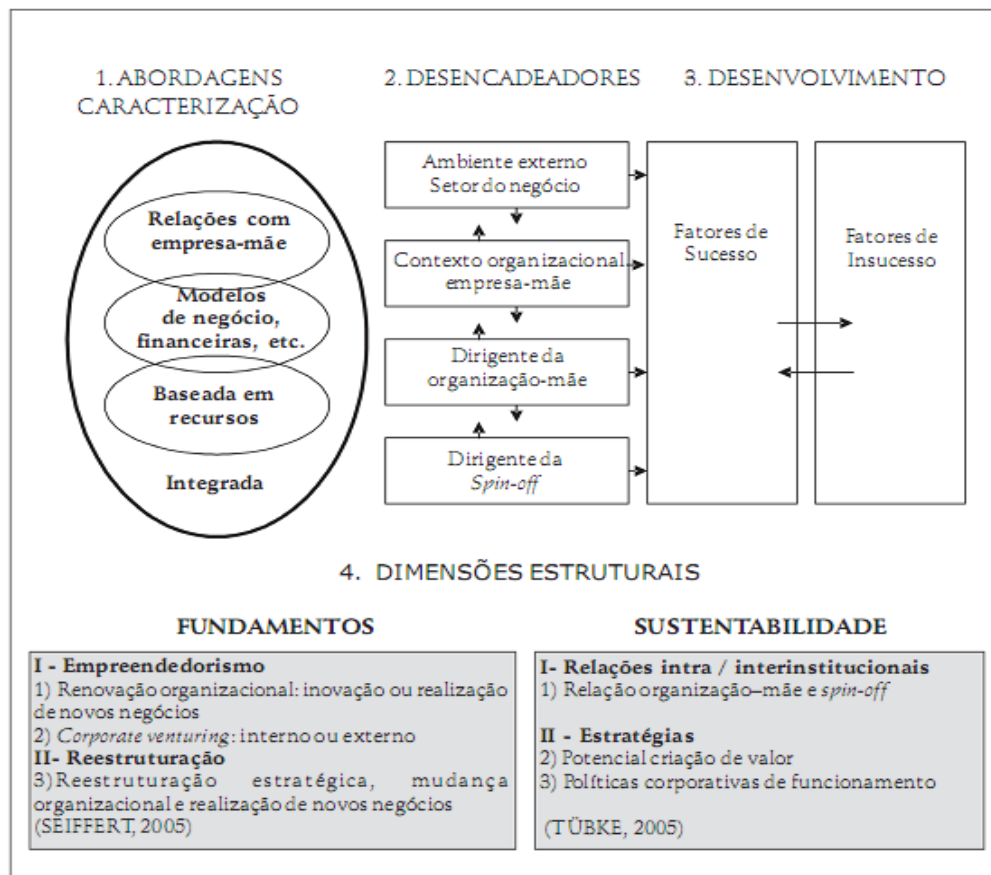 1. ABORDAGENS
CARACTERIZAÇÃO
2. DESENCADEADORES
3. DESENVOLVIMENTO
Relações com
empresa-mãe
Modelos
de negócio,
financeiras, etc.
Baseada em
recursos
Integrada
Ambiente externo
Setor do negócio
Contexto organizacional
empresa-mãe
Dirigente da
organização-mãe
Dirigente da
Spin-off
Fatores de
Sucesso
Fatores de
Insucesso
4. DIMENSÕES ESTRUTURAIS
FUNDAMENTOS
I - Empreendedorismo
1) Renovação organizacional: inovação ou realização
de novos negócios
2) Corporate venturing: interno ou externo
II- Reestruturação
3) Reestruturação estratégica, mudança
organizacional e realização de novos negócios
(SEIFFERT, 2005)
SUSTENTABILIDADE
I- Relações intra / interinstitucionais
1) Relação organização–mãe e spin-off
II - Estratégias
2) Potencial criação de valor
3) Políticas corporativas de funcionamento
(TÜBKE, 2005)